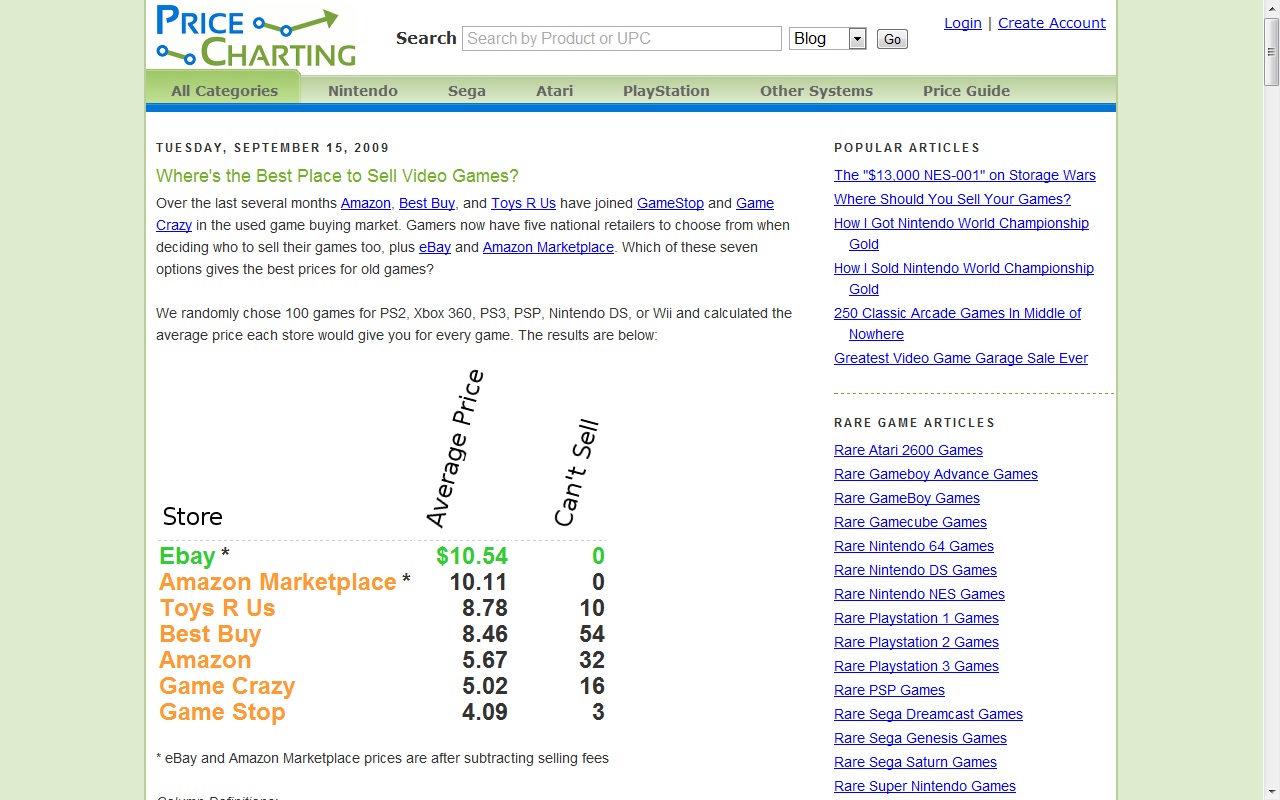 PRICE CHARTING
Search Search by Product or UPC Blog Go
Login | Create Account
All Categories Nintendo Sega Atari PlayStation Other Systems Price Guide
TUESDAY, SEPTEMBER 15, 2009
Where's the Best Place to Sell Video Games?
Over the last several months Amazon, Best Buy, and Toys R Us have joined GameStop and Game
Crazy in the used game buying market. Gamers now have five national retailers to choose from when
deciding who to sell their games too, plus eBay and Amazon Marketplace. Which of these seven
options gives the best prices for old games?
We randomly chose 100 games for PS2, Xbox 360, PS3, PSP, Nintendo DS, or Wii and calculated the
average price each store would give you for every game. The results are below:
Store Average Price Can't Sell
Ebay * $10.54 0
Amazon Marketplace * 10.11 0
Toys R Us 8.78 10
Best Buy 8.46 54
Amazon 5.67 32
Game Crazy 5.02 16
Game Stop 4.09 3
* eBay and Amazon Marketplace prices are after subtracting selling fees
Column Definitions:
POPULAR ARTICLES
The "$13,000 NES-001" on Storage Wars
Where Should You Sell Your Games?
How I Got Nintendo World Championship
Gold
How I Sold Nintendo World Championship
Gold
250 Classic Arcade Games In Middle of
Nowhere
Greatest Video Game Garage Sale Ever
RARE GAME ARTICLES
Rare Atari 2600 Games
Rare Gameboy Advance Games
Rare GameBoy Games
Rare Gamecube Games
Rare Nintendo 64 Games
Rare Nintendo DS Games
Rare Nintendo NES Games
Rare Playstation 1 Games
Rare Playstation 2 Games
Rare Playstation 3 Games
Rare PSP Games
Rare Sega Dreamcast Games
Rare Sega Genesis Games
Rare Sega Saturn Games
Rare Super Nintendo Games